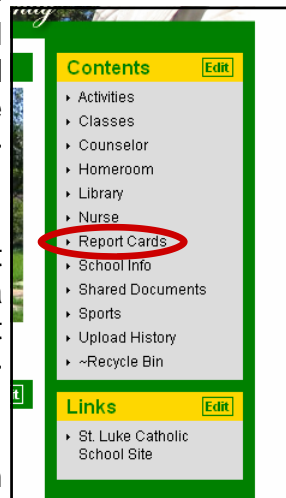 Contents
Edit
Activities
Classes
Counselor
Homeroom
Library
Nurse
Report Cards
School Info
Shared Documents
Sports
Upload History
~Recycle Bin
Links
Edit
St. Luke Catholic
School Site